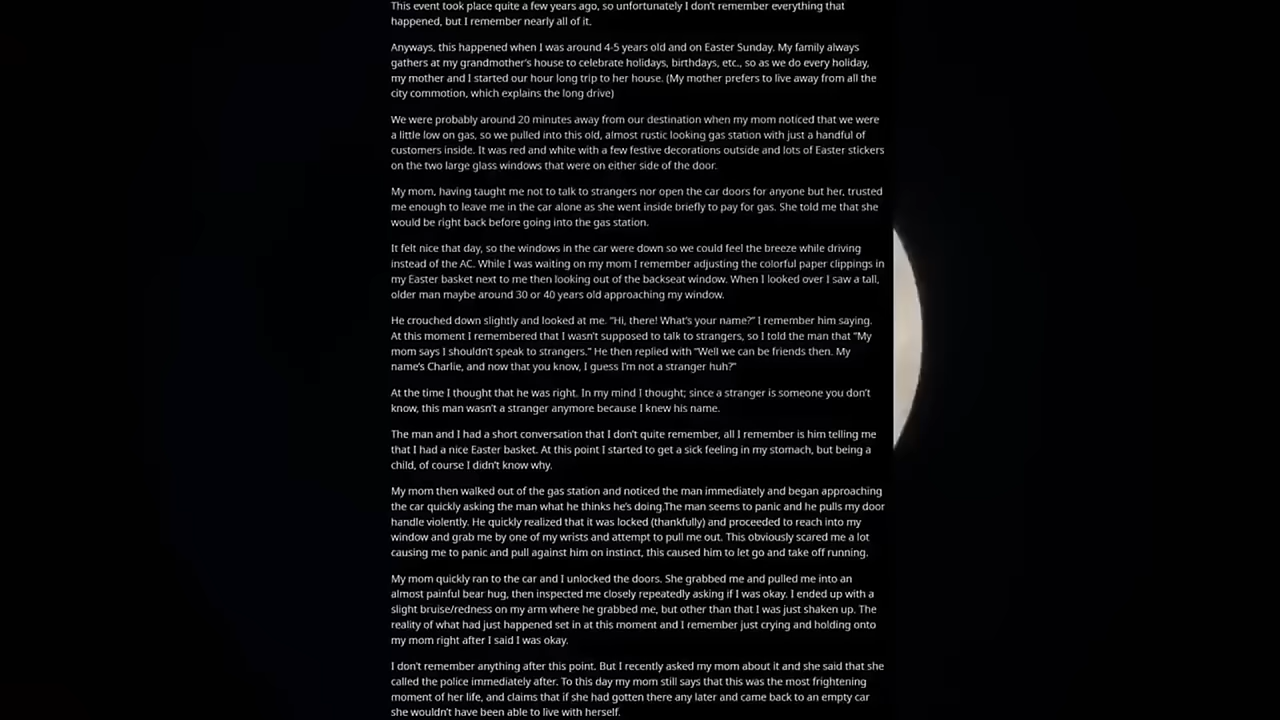 This event took place quite a few years ago, so unfortunately I don't remember everything that
happened, but I remember nearly all of it.
Anyways, this happened when I was around 4-5 years old and on Easter Sunday. My family always
gathers at my grandmother's house to celebrate holidays, birthdays, etc., so as we do every holiday,
my mother and I started our hour long trip to her house. (My mother prefers to live away from all the
city commotion, which explains the long drive)
We were probably around 20 minutes away from our destination when my mom noticed that we were
a little low on gas, so we pulled into this old, almost rustic looking gas station with just a handful of
customers inside. It was red and white with a few festive decorations outside and lots of Easter stickers
on the two large glass windows that were on either side of the door.
My mom, having taught me not to talk to strangers nor open the car doors for anyone but her, trusted
me enough to leave me in the car alone as she went inside briefly to pay for gas. She told me that she
would be right back before going into the gas station.
It felt nice that day, so the windows in the car were down so we could feel the breeze while driving
instead of the AC. While I was waiting on my mom I remember adjusting the colorful paper clippings in
my Easter basket next to me then looking out of the backseat window. When I looked over I saw a tall,
older man maybe around 30 or 40 years old approaching my window.
He crouched down slightly and looked at me. "Hi, there! What's your name?" I remember him saying.
At this moment I remembered that I wasn't supposed to talk to strangers, so I told the man that "My
mom says I shouldn't speak to strangers." He then replied with "Well we can be friends then. My
name's Charlie, and now that you know, I guess I'm not a stranger huh?"
At the time I thought that he was right. In my mind I thought; since a stranger is someone you don't
know, this man wasn't a stranger anymore because I knew his name.
The man and I had a short conversation that I don't quite remember, all I remember is him telling me
that I had a nice Easter basket. At this point I started to get a sick feeling in my stomach, but being a
child, of course I didn't know why.
My mom then walked out of the gas station and noticed the man immediately and began approaching
the car quickly asking the man what he thinks he's doing.The man seems to panic and he pulls my door
handle violently. He quickly realized that it was locked (thankfully) and proceeded to reach into my
window and grab me by one of my wrists and attempt to pull me out. This obviously scared me a lot
causing me to panic and pull against him on instinct, this caused him to let go and take off running.
My mom quickly ran to the car and I unlocked the doors. She grabbed me and pulled me into an
almost painful bear hug, then inspected me closely repeatedly asking if I was okay. I ended up with a
slight bruise/redness on my arm where he grabbed me, but other than that I was just shaken up. The
reality of what had just happened set in at this moment and I remember just crying and holding onto
my mom right after I said I was okay.
I don't remember anything after this point. But I recently asked my mom about it and she said that she
called the police immediately after. To this day my mom still says that this was the most frightening
moment of her life, and claims that if she had gotten there any later and came back to an empty car
she wouldn't have been able to live with herself.